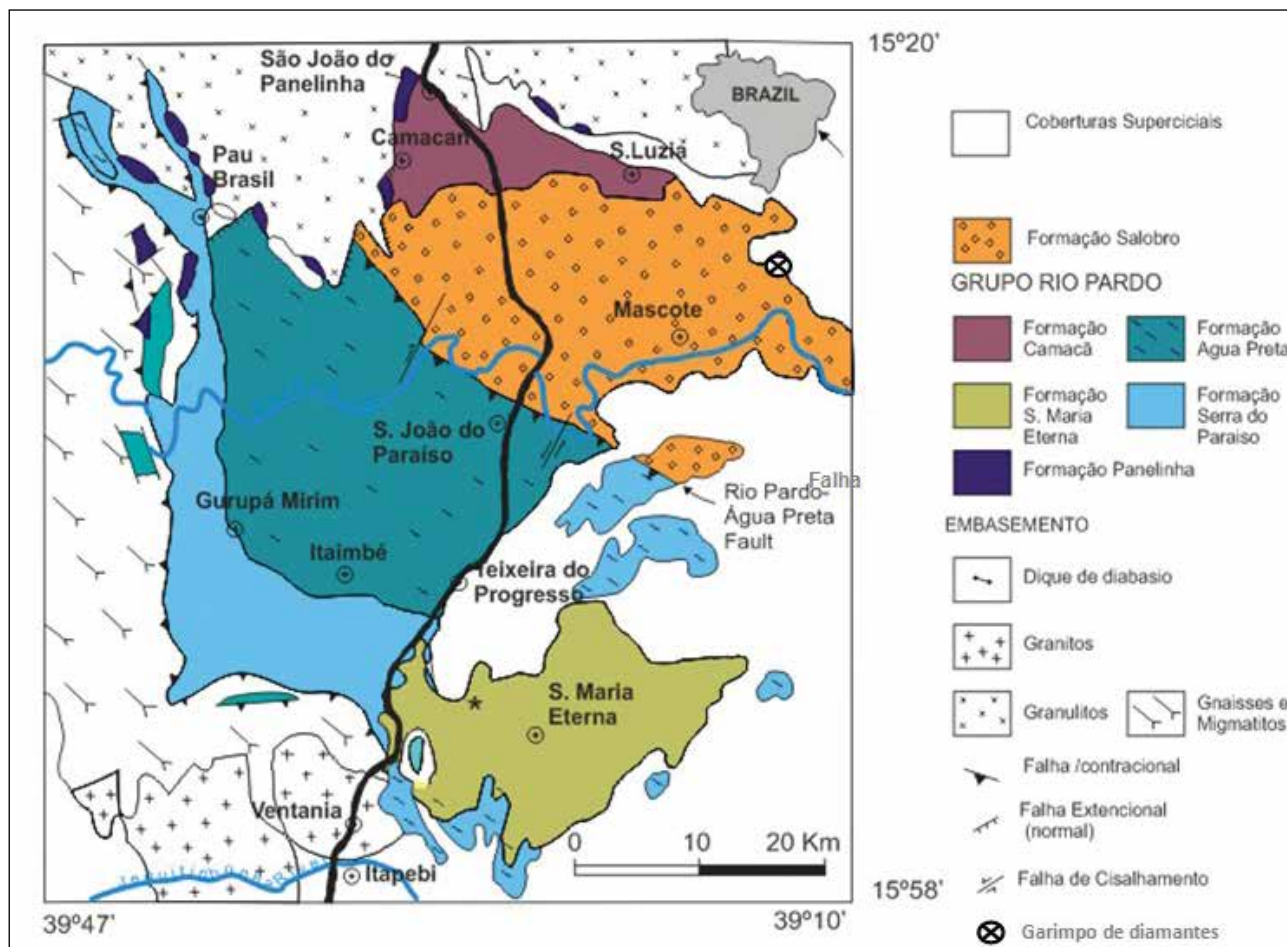 15º20'
São João do
Panelinha
BRAZIL
Camacan
S.Luzia
Pau
Brasil
Mascote
S. João do
Paraíso
Falha
Rio Pardo-
Água Preta
Fault
Gurupá Mirim
Itaimbé
Teixeira do
Progresso
S. Maria
Eterna
Ventania
Itapebi
0 10 20 Km
15º58'
39º47'
39º10'
Coberturas Superciciais
Formação Salobro
GRUPO RIO PARDO
Formação
Camacã
Formação
Agua Preta
Formação
S. Maria
Eterna
Formação
Serra do
Paraiso
Formação Panelinha
EMBASEMENTO
Dique de diabasio
Granitos
Granulitos
Gnaisses e
Migmatitos
Falha /contracional
Falha Extencional
(normal)
Falha de Cisalhamento
Garimpo de diamantes